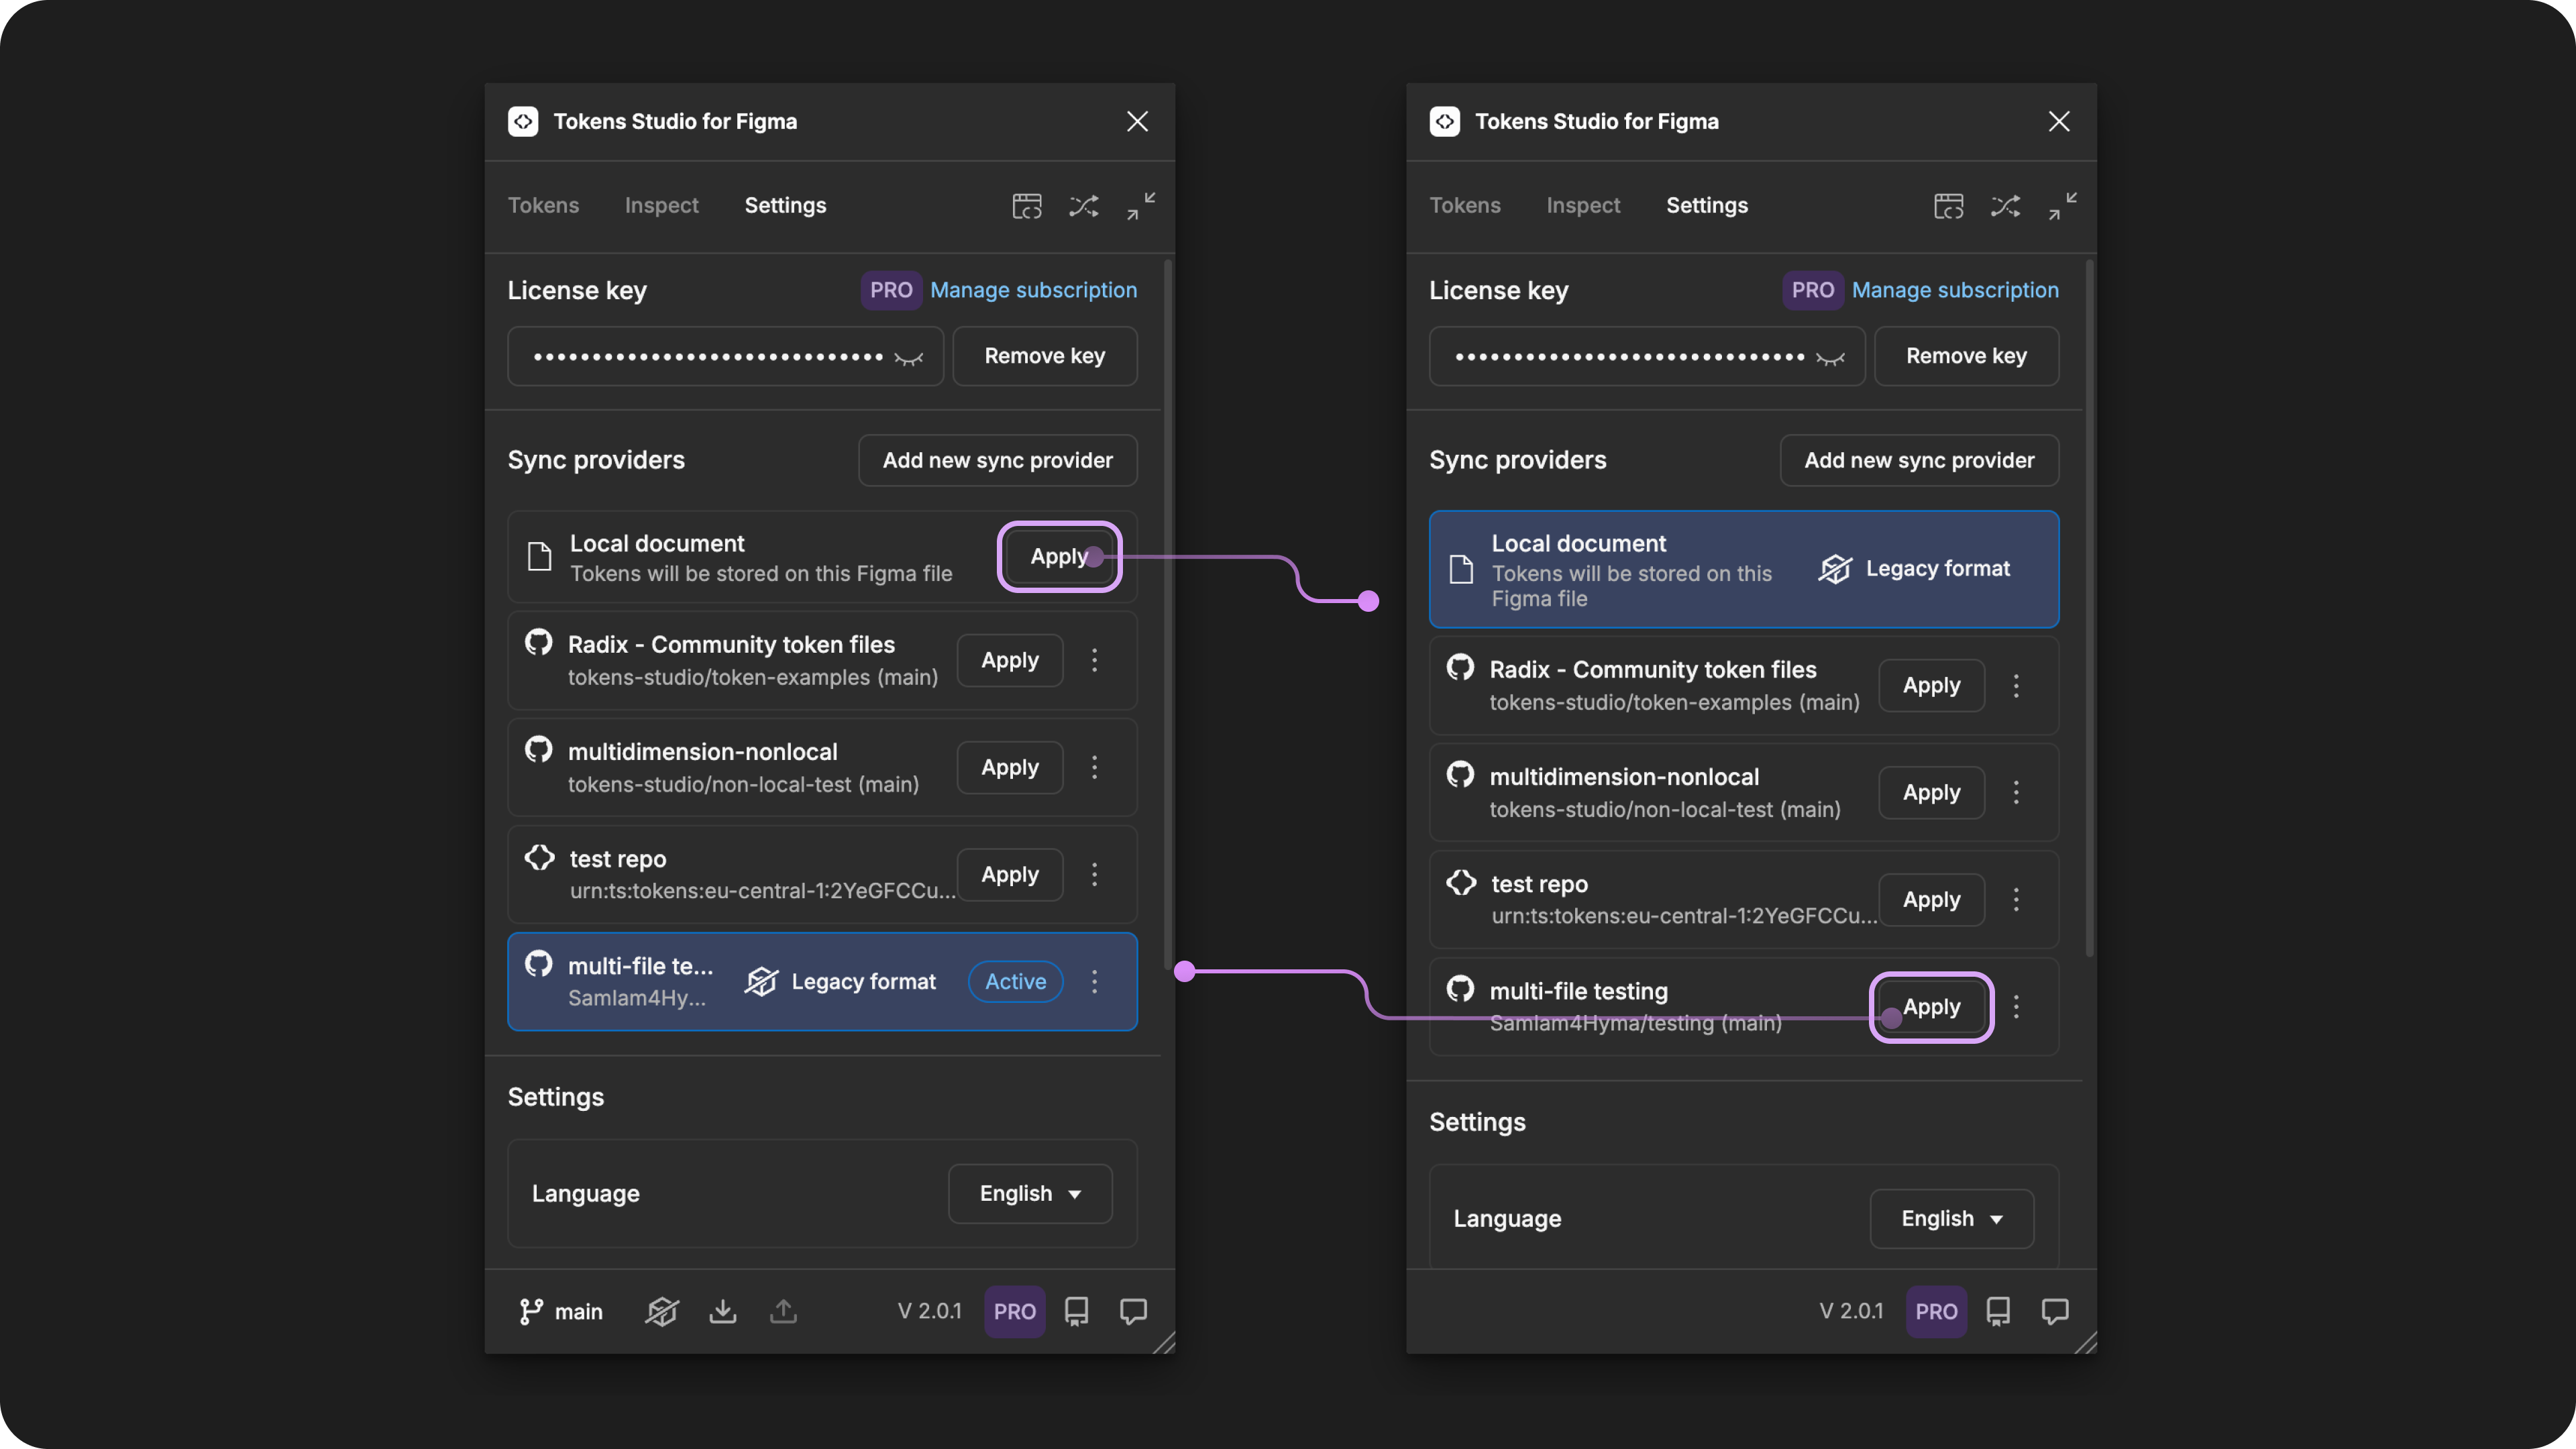 Tokens Studio for Figma
Tokens Inspect Settings
License key PRO Manage subscription
Remove key
Sync providers Add new sync provider
Local document
Tokens will be stored on this Figma file
Apply
Radix - Community token files
tokens-studio/token-examples (main)
Apply
multidimension-nonlocal
tokens-studio/non-local-test (main)
Apply
test repo
urn:ts:tokens:eu-central-1:2YeGFCCu...
Apply
multi-file te...
SamIam4Hy...
Legacy format
Active
Settings
Language English
main V 2.0.1 PRO
Tokens Studio for Figma
Tokens Inspect Settings
License key PRO Manage subscription
Remove key
Sync providers Add new sync provider
Local document
Tokens will be stored on this
Figma file
Legacy format
Radix - Community token files
tokens-studio/token-examples (main)
Apply
multidimension-nonlocal
tokens-studio/non-local-test (main)
Apply
test repo
urn:ts:tokens:eu-central-1:2YeGFCCu...
Apply
multi-file testing
SamIam4Hyma/testing (main)
Apply
Settings
Language English
V 2.0.1 PRO